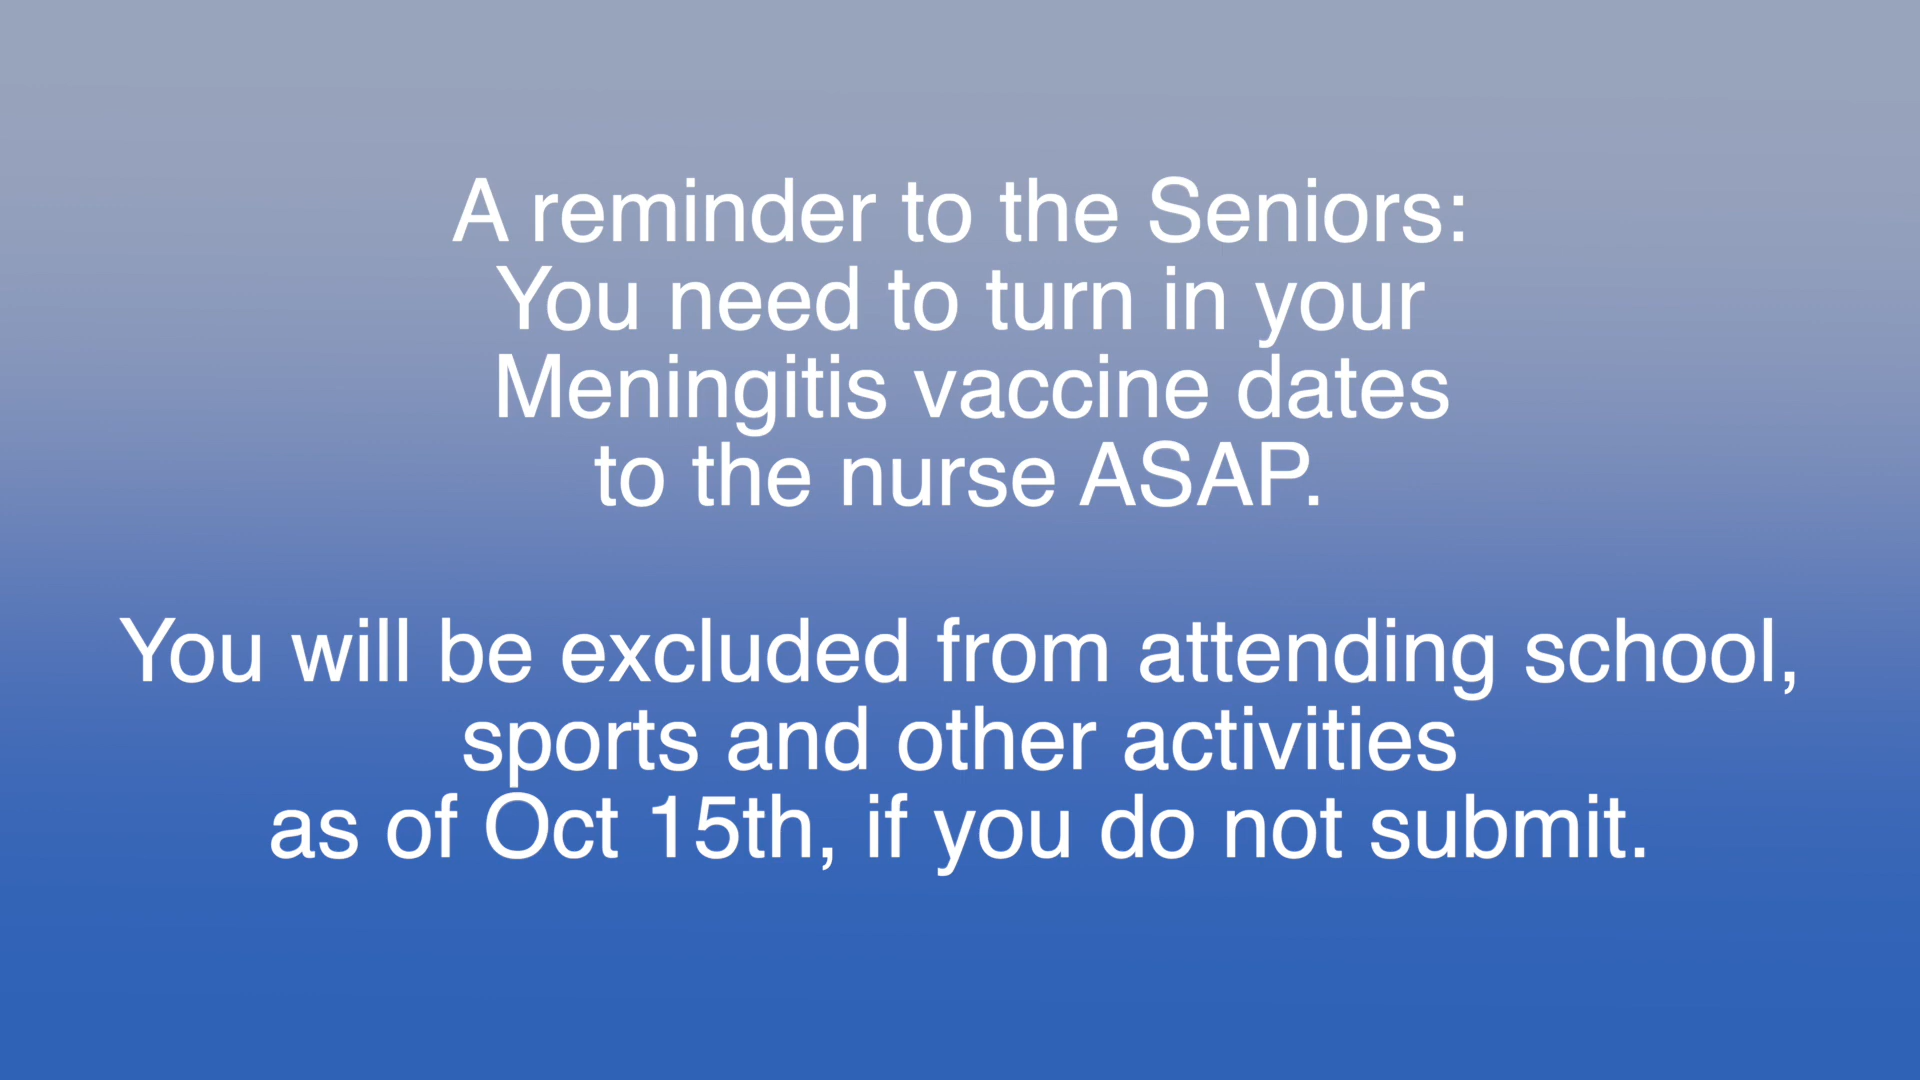 A reminder to the Seniors:
You need to turn in your
Meningitis vaccine dates
to the nurse ASAP.
You will be excluded from attending school,
sports and other activities
as of Oct 15th, if you do not submit.